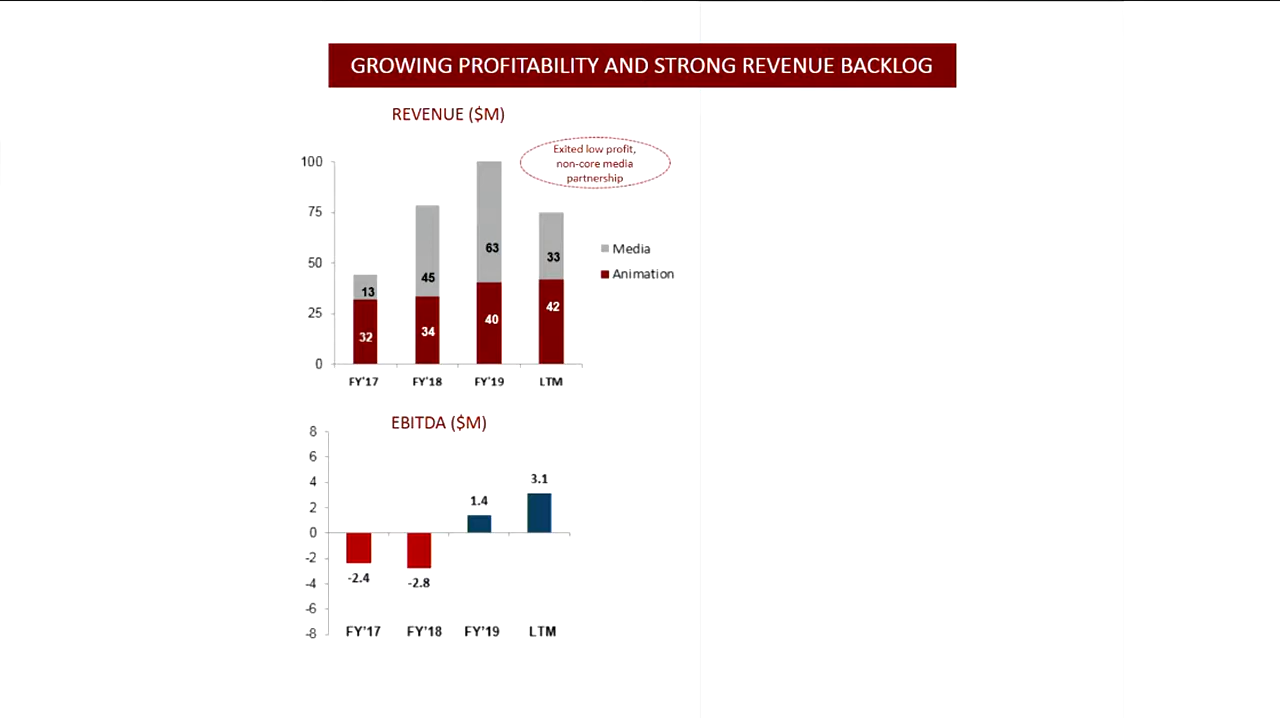 GROWING PROFITABILITY AND STRONG REVENUE BACKLOG
REVENUE ($M)
Exited low profit,
non-core media
partnership
100
75
50
25
0
63
33
45
13
42
40
34
32
Media
Animation
FY'17 FY'18 FY'19 LTM
EBITDA ($M)
8
6
4
2
0
-2
-4
-6
-8
3.1
1.4
-2.4
-2.8
FY'17 FY'18 FY'19 LTM